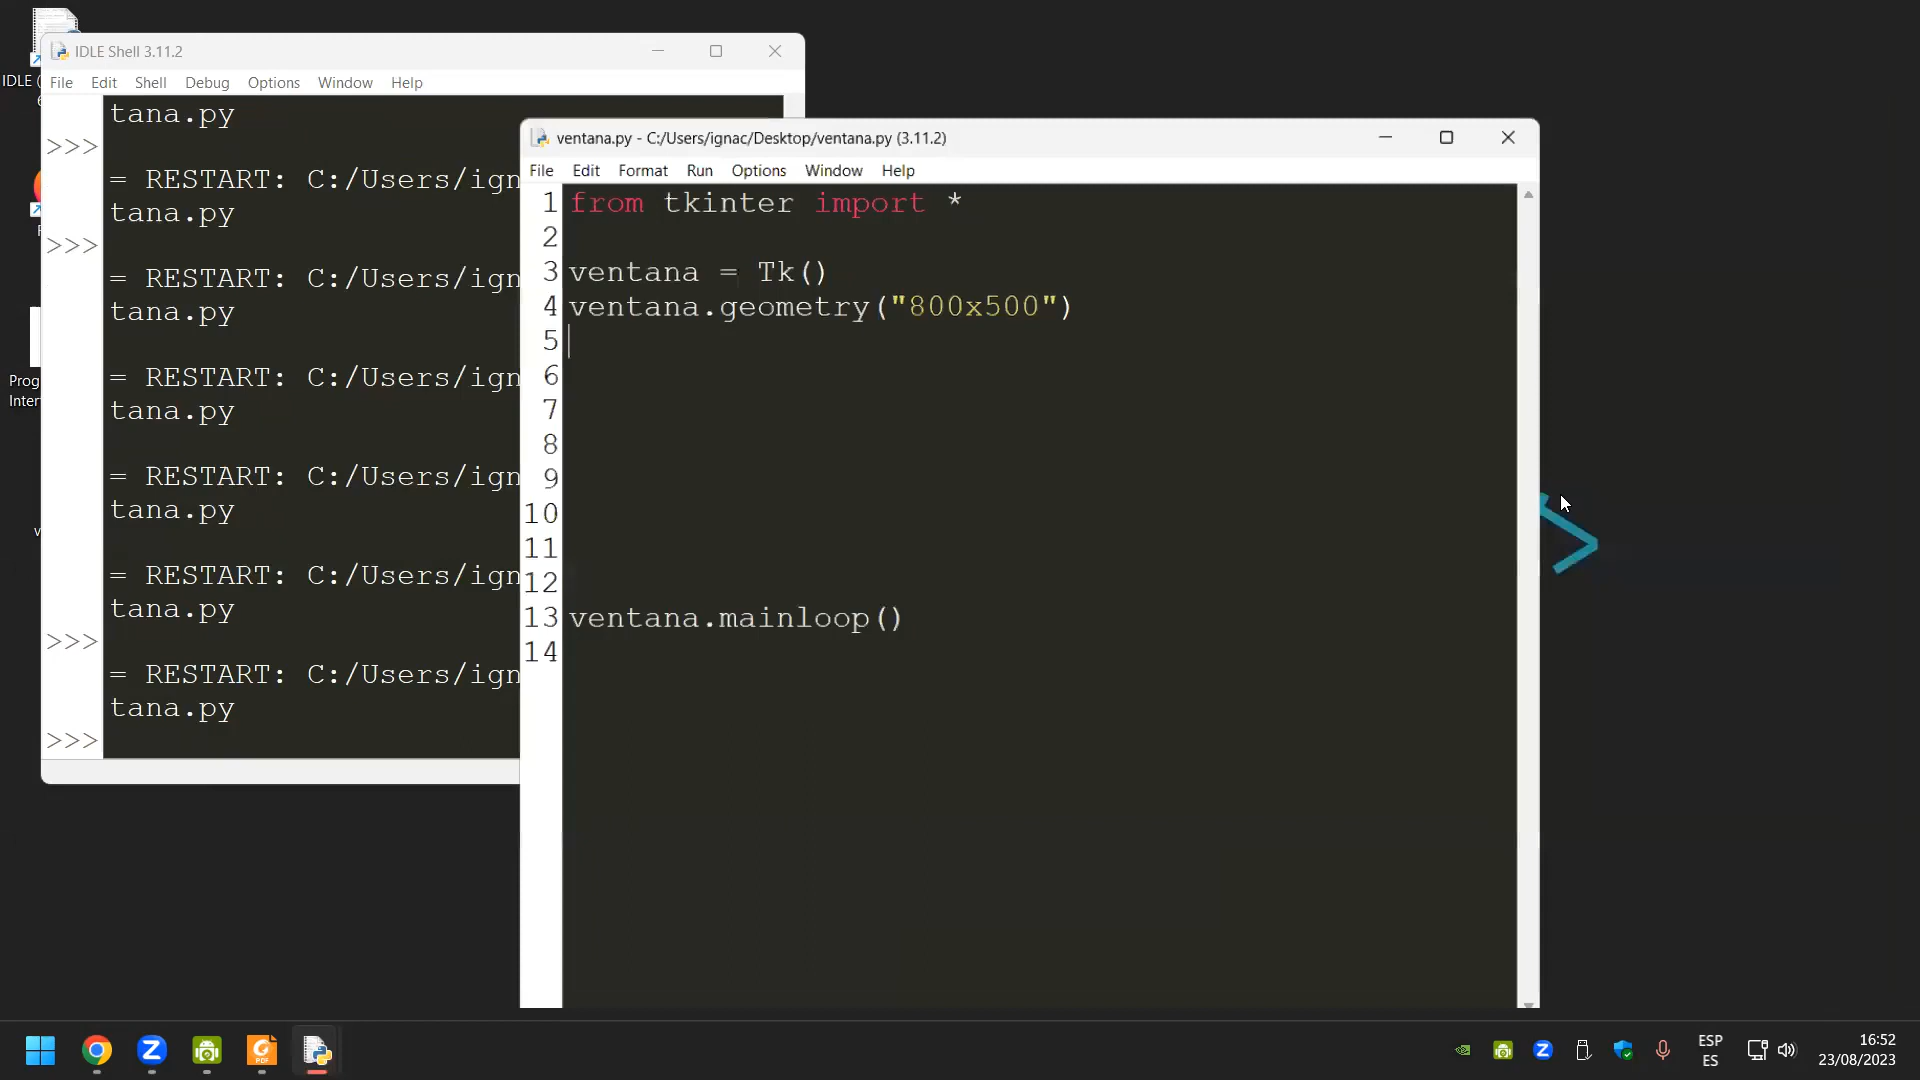 IDLE Shell 3.11.2
File Edit Shell Debug Options Window Help
tana.py
>>>
= RESTART: C:/Users/ign
tana.py
>>>
= RESTART: C:/Users/ign
tana.py
= RESTART: C:/Users/ign
tana.py
= RESTART: C:/Users/ign
tana.py
= RESTART: C:/Users/ign
tana.py
>>>
= RESTART: C:/Users/ign
tana.py
>>>
ventana.py - C:/Users/ignac/Desktop/ventana.py (3.11.2)
File Edit Format Run Options Window Help
1 from tkinter import *
2
3 ventana = Tk()
4 ventana.geometry("800x500")
5
6
7
8
9
10
11
12
13 ventana.mainloop()
14
IDLE (
Prog
Inter
v
ESP
ES
16:52
23/08/2023